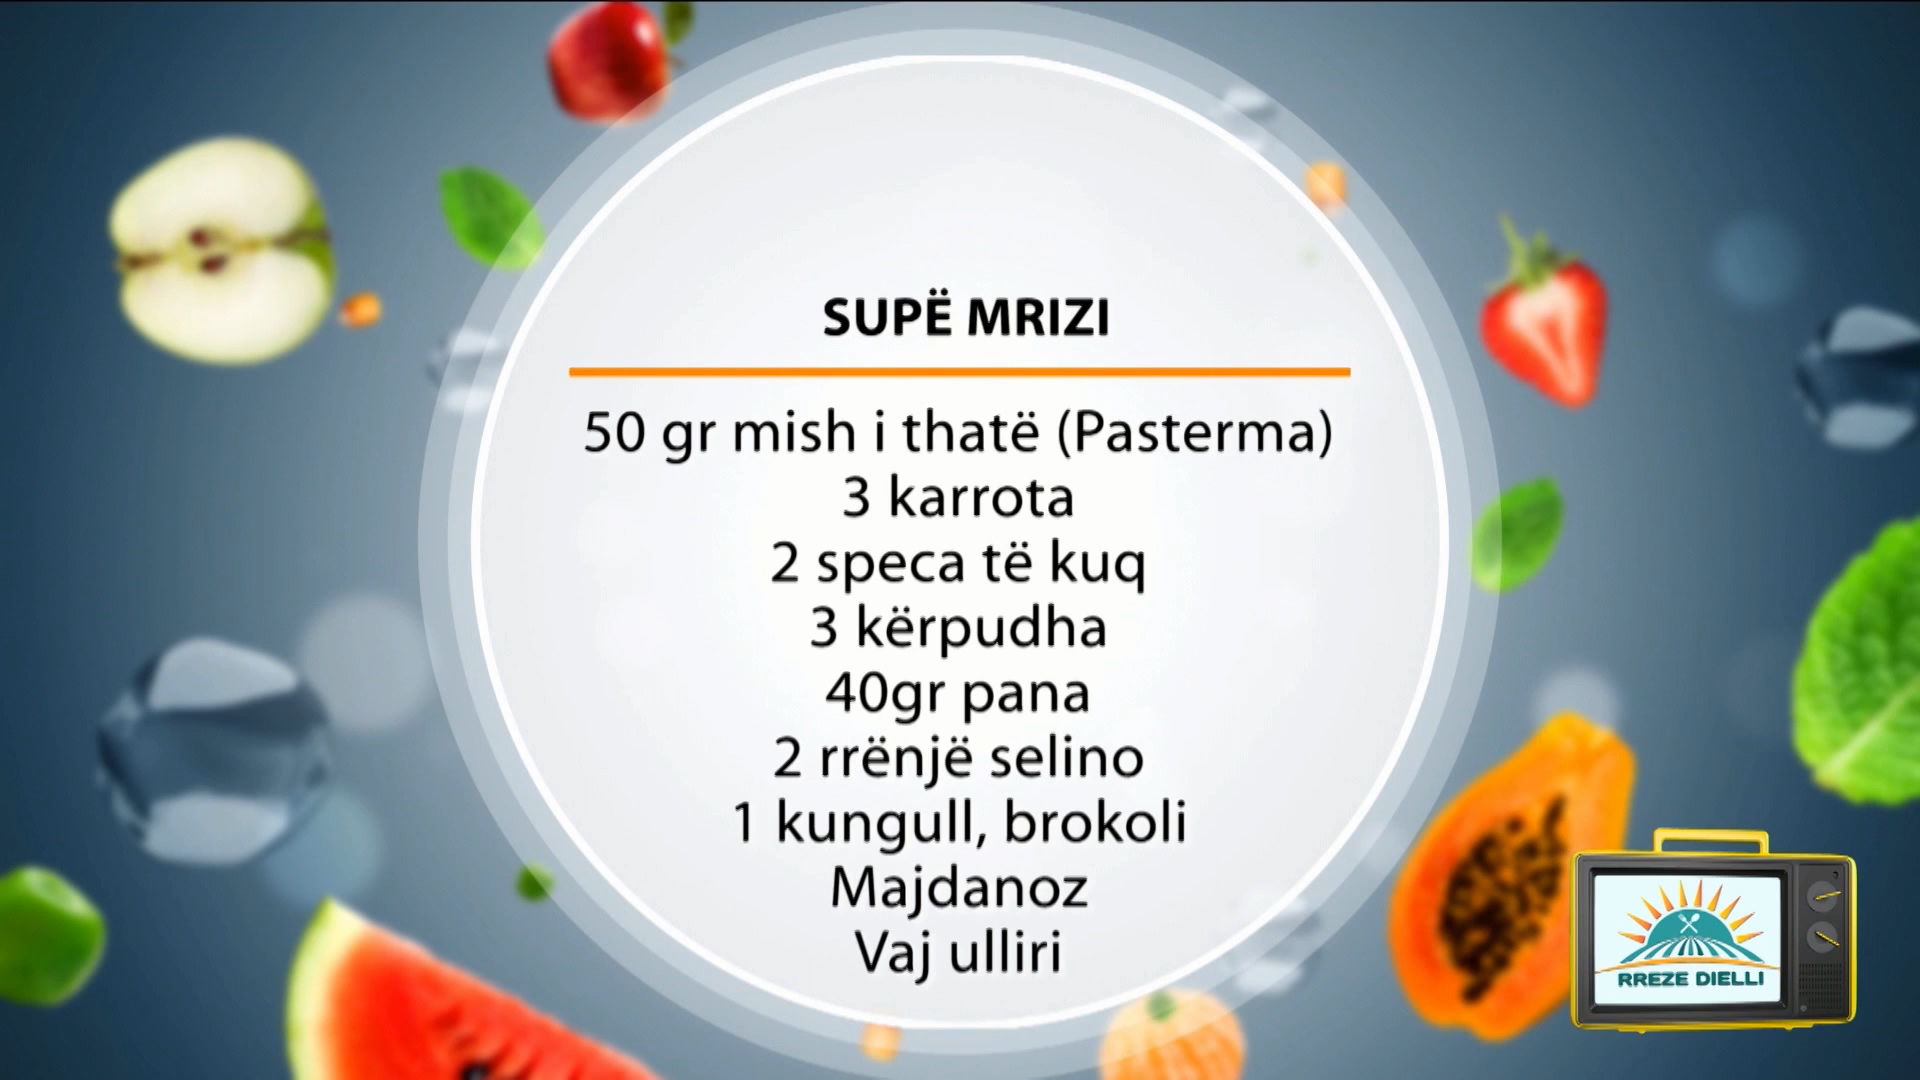 SUPË MRIZI
50 gr mish i thatë (Pasterma)
3 karrota
2 speca të kuq
3 kërpudha
40gr pana
2 rrënjë selino
1 kungull, brokoli
Majdanoz
Vaj ulliri
RREZE DIELLI